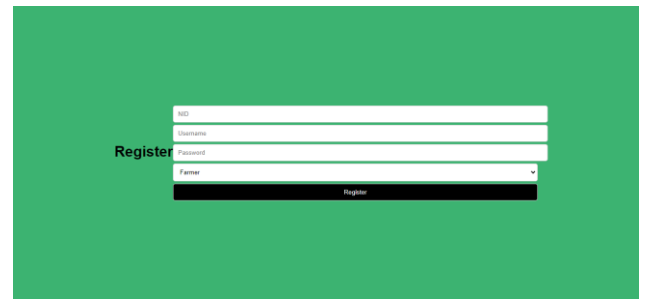 NID
Username
Register
Password
Farmer
Register